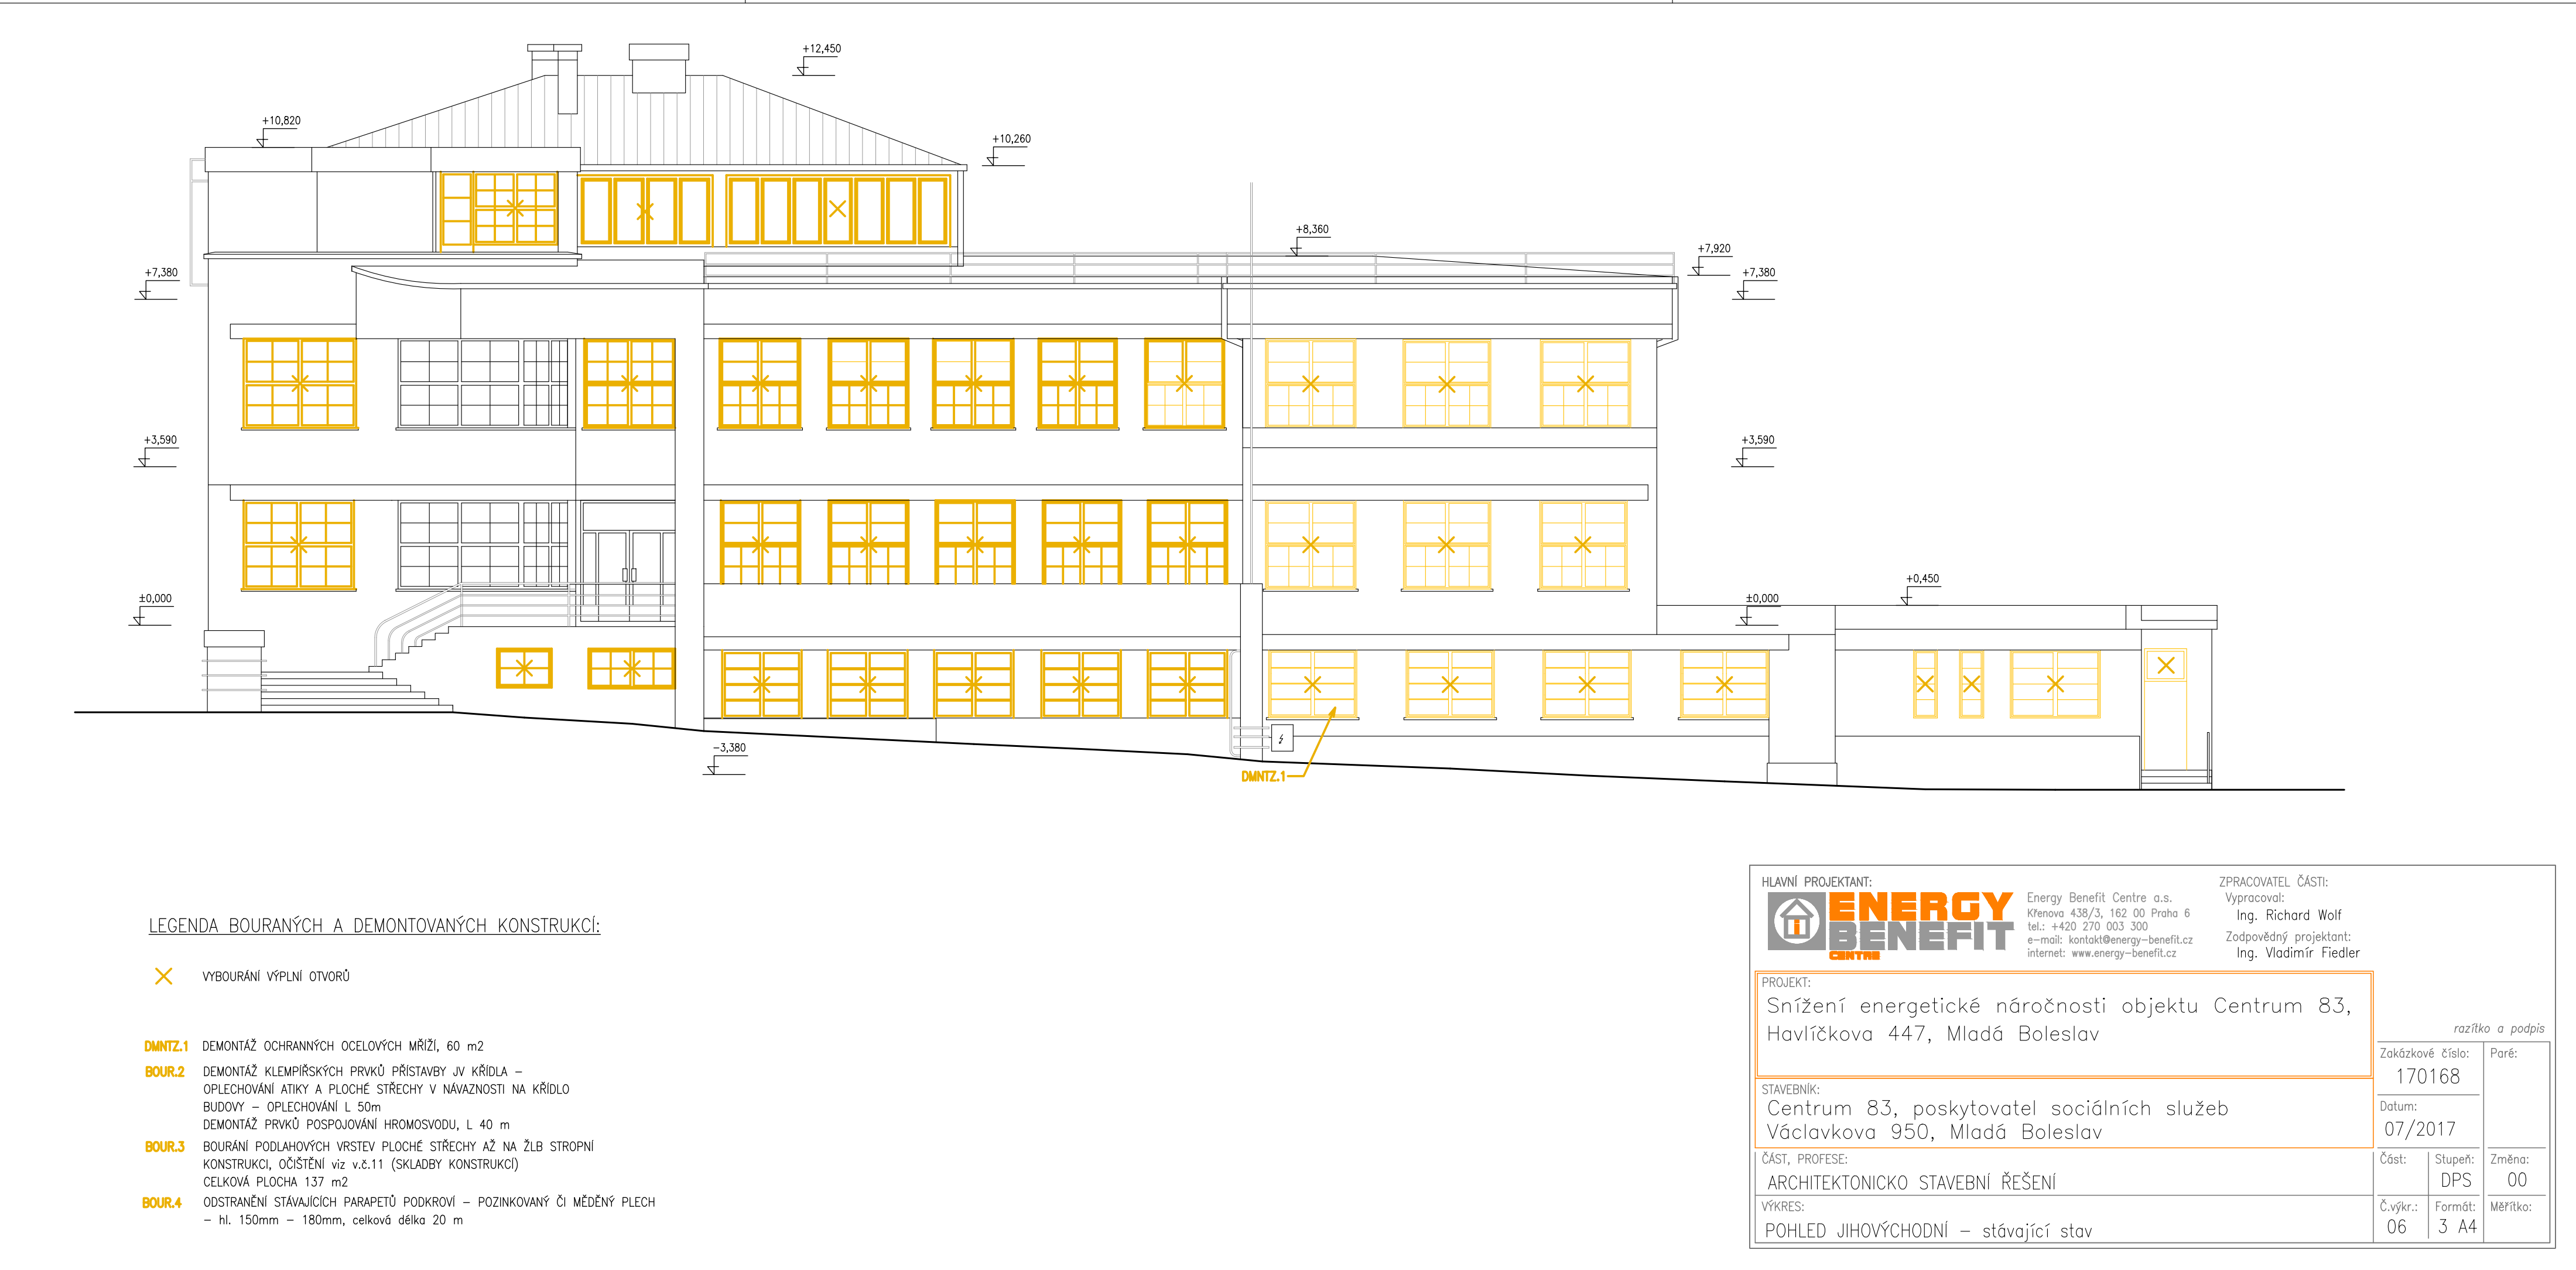 +12,450
+10,820
+10,260
+8,360
+7,920
+7,380
+7,380
+3,590
+3,590
+0,450
±0,000
±0,000
-3,380
DMNTZ.1
LEGENDA BOURANÝCH A DEMONTOVANÝCH KONSTRUKCÍ:
VYBOURÁNÍ VÝPLNÍ OTVORŮ
DMNTZ.1 DEMONTÁŽ OCHRANNÝCH OCELOVÝCH MŘÍŽÍ, 60 m2
BOUR.2 DEMONTÁŽ KLEMPÍŘSKÝCH PRVKŮ PŘÍSTAVBY JV KŘÍDLA –
OPLECHOVÁNÍ ATIKY A PLOCHÉ STŘECHY V NÁVAZNOSTI NA KŘÍDLO
BUDOVY – OPLECHOVÁNÍ L 50m
DEMONTÁŽ PRVKŮ POSPOJOVÁNÍ HROMOSVODU, L 40 m
BOUR.3 BOURÁNÍ PODLAHOVÝCH VRSTEV PLOCHÉ STŘECHY AŽ NA ŽLB STROPNÍ
KONSTRUKCI, OČIŠTĚNÍ viz v.č.11 (SKLADBY KONSTRUKCÍ)
CELKOVÁ PLOCHA 137 m2
BOUR.4 ODSTRANĚNÍ STÁVAJÍCÍCH PARAPETŮ PODKROVÍ – POZINKOVANÝ ČI MĚDĚNÝ PLECH
– hl. 150mm – 180mm, celková délka 20 m
HLAVNÍ PROJEKTANT:
ENERGY
BENEFIT
CENTRE
Energy Benefit Centre a.s.
Křenova 438/3, 162 00 Praha 6
tel.: +420 270 003 300
e-mail: kontakt@energy-benefit.cz
internet: www.energy-benefit.cz
ZPRACOVATEL ČÁSTI:
Vypracoval:
Ing. Richard Wolf
Zodpovědný projektant:
Ing. Vladimír Fiedler
PROJEKT:
Snížení energetické náročnosti objektu Centrum 83,
Havlíčkova 447, Mladá Boleslav
razítko a podpis
STAVEBNÍK:
Centrum 83, poskytovatel sociálních služeb
Václavkova 950, Mladá Boleslav
Zakázkové číslo:
170168
Paré:
Datum:
07/2017
ČÁST, PROFESE:
ARCHITEKTONICKO STAVEBNÍ ŘEŠENÍ
Část:
Stupeň:
DPS
Změna:
00
VÝKRES:
POHLED JIHOVÝCHODNÍ – stávající stav
Č.výkr.:
06
Formát:
3 A4
Měřítko: